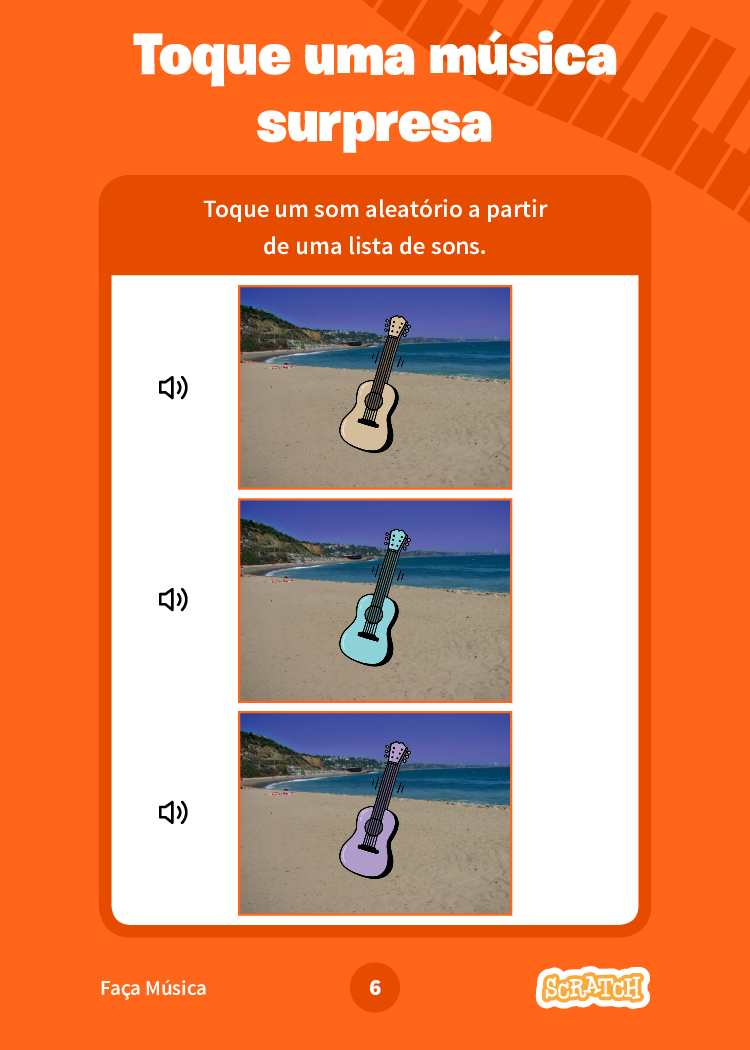 Toque uma música
surpresa
Toque um som aleatório a partir
de uma lista de sons.
Faça Música
6
SCRATCH